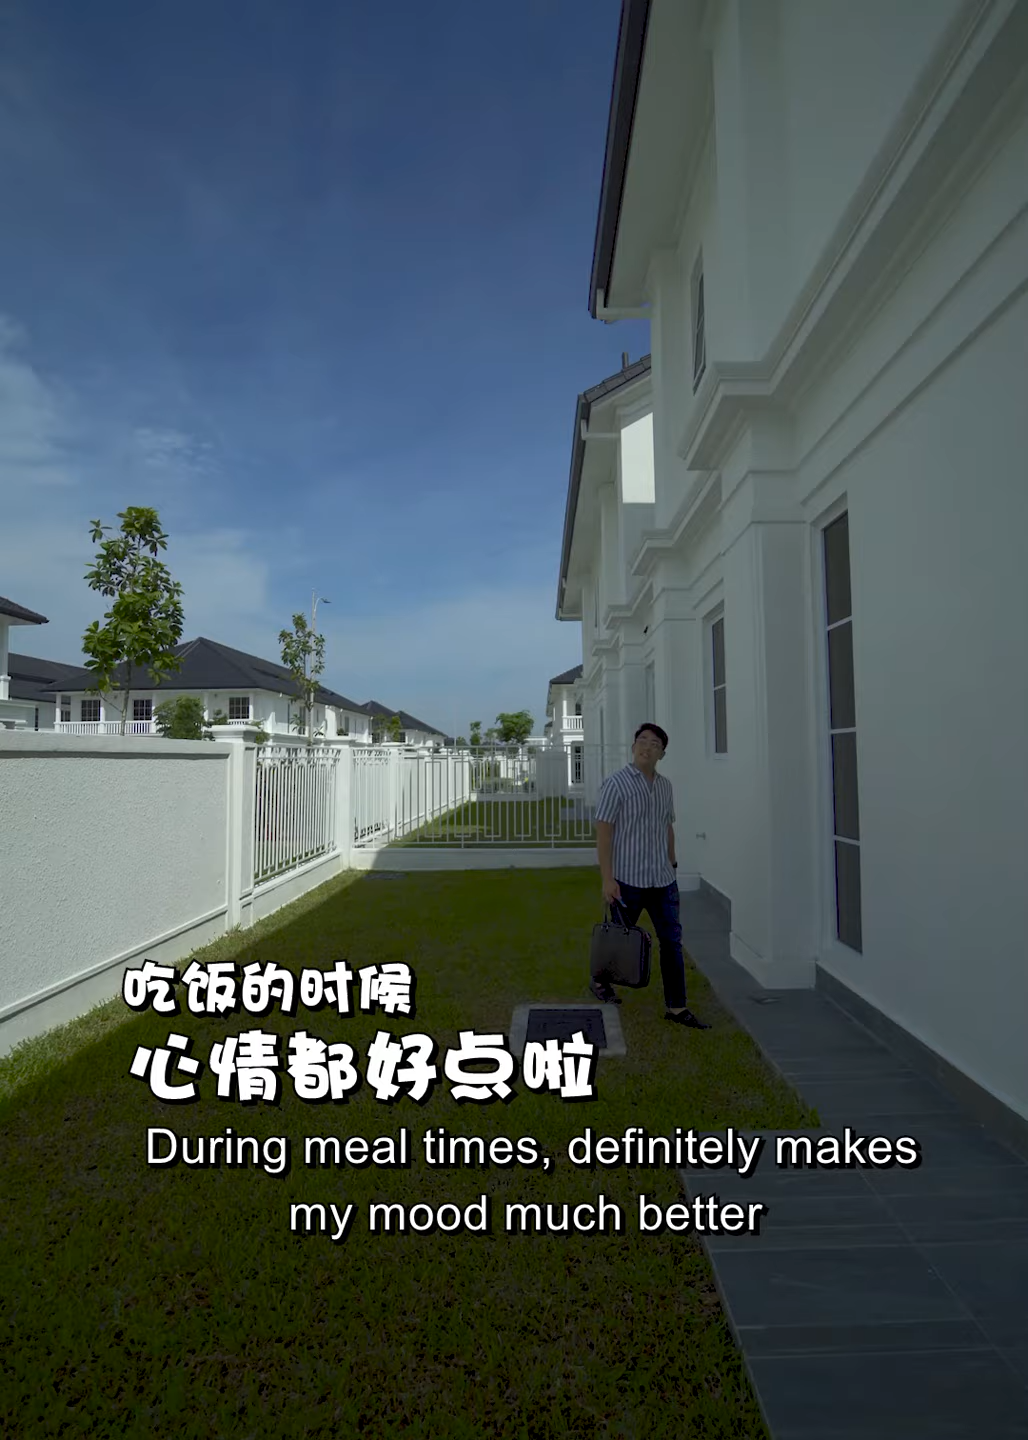 吃饭的时候
心情都好点啦
During meal times, definitely makes
my mood much better